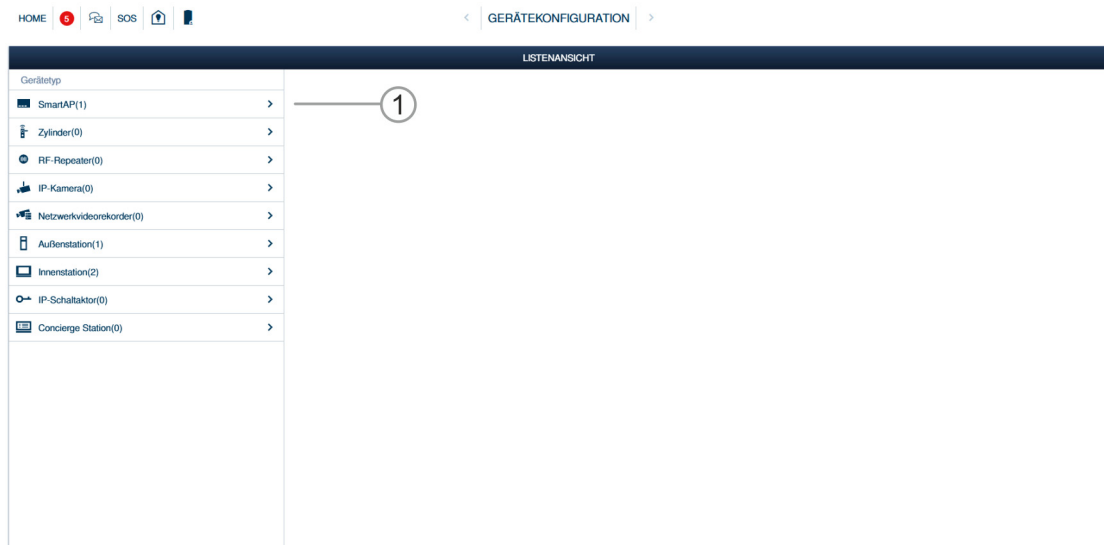 HOME 5 SOS < GERÄTEKONFIGURATION >
LISTENANSICHT
Gerätetyp
SmartAP(1)
1
Zylinder(0)
RF-Repeater(0)
IP-Kamera(0)
Netzwerkvideorekorder(0)
Außenstation(1)
Innenstation(2)
IP-Schaltaktor(0)
Concierge Station(0)